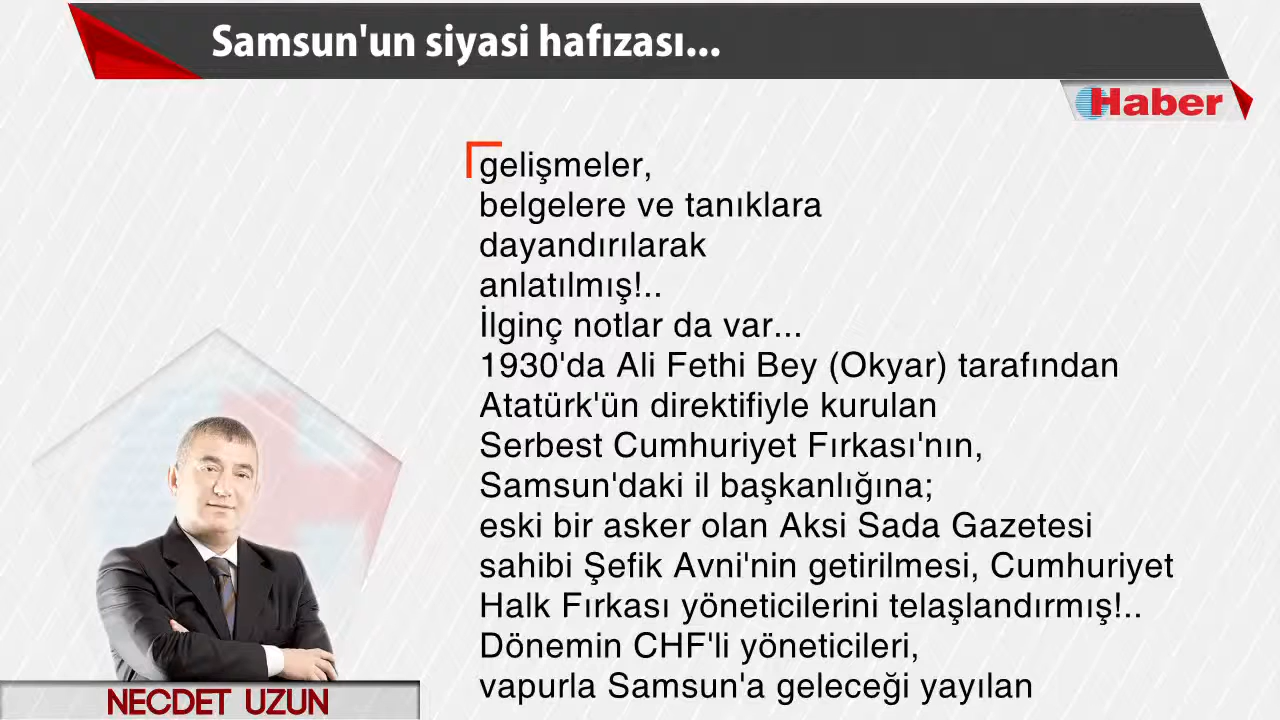 Samsun'un siyasi hafızası...
Haber
gelişmeler,
belgelere ve tanıklara
dayandırılarak
anlatılmış!..
İlginç notlar da var...
1930'da Ali Fethi Bey (Okyar) tarafından
Atatürk'ün direktifiyle kurulan
Serbest Cumhuriyet Fırkası'nın,
Samsun'daki il başkanlığına;
eski bir asker olan Aksi Sada Gazetesi
sahibi Şefik Avni'nin getirilmesi, Cumhuriyet
Halk Fırkası yöneticilerini telaşlandırmış!..
Dönemin CHF'li yöneticileri,
vapurla Samsun'a geleceği yayılan
NECDET UZUN